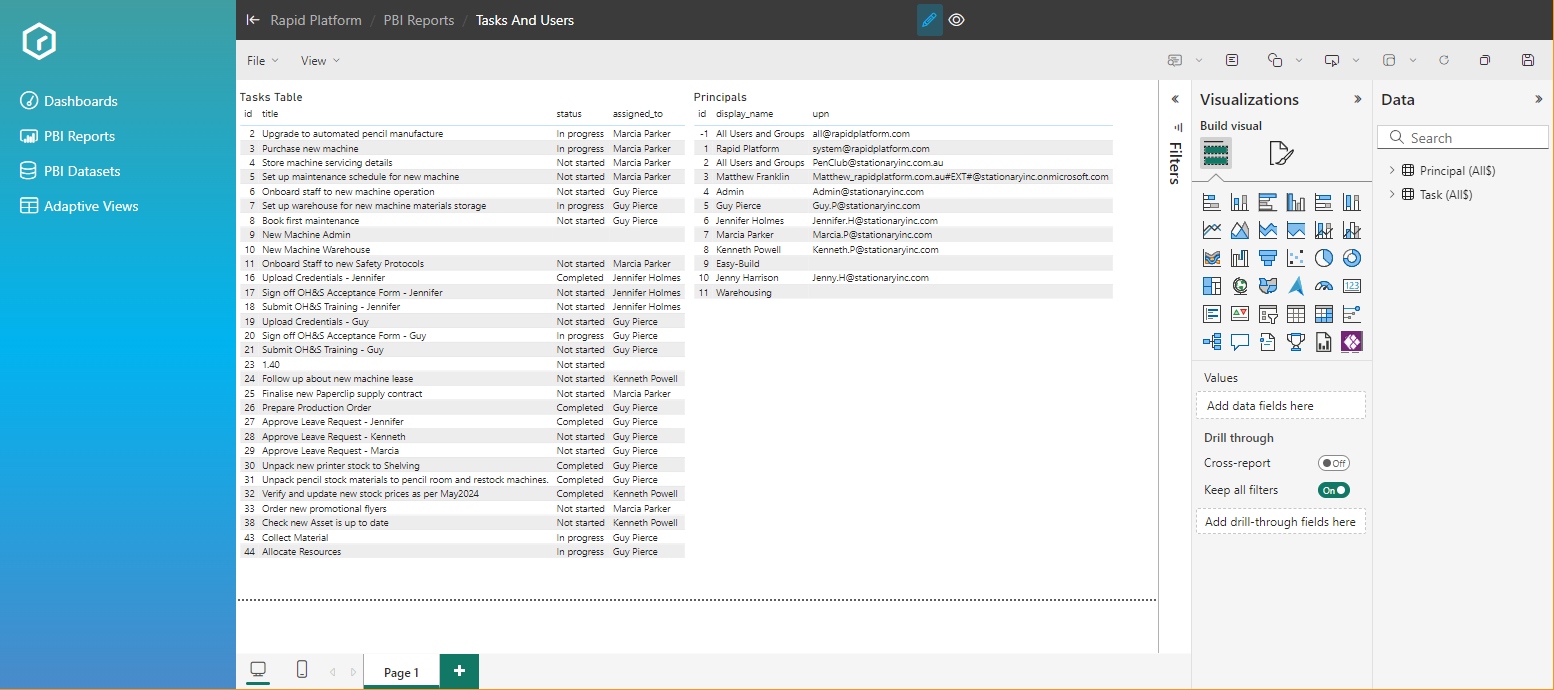 Rapid Platform / PBI Reports / Tasks And Users
Dashboards
PBI Reports
PBI Datasets
Adaptive Views
File View
Tasks Table
id title status assigned_to
2 Upgrade to automated pencil manufacture In progress Marcia Parker
3 Purchase new machine In progress Marcia Parker
4 Store machine servicing details Not started Marcia Parker
5 Set up maintenance schedule for new machine Not started Marcia Parker
6 Onboard staff to new machine operation Not started Guy Pierce
7 Set up warehouse for new machine materials storage In progress Guy Pierce
8 Book first maintenance Not started Guy Pierce
9 New Machine Admin
10 New Machine Warehouse
11 Onboard Staff to new Safety Protocols Not started Marcia Parker
16 Upload Credentials - Jennifer Completed Jennifer Holmes
17 Sign off OH&S Acceptance Form - Jennifer Not started Jennifer Holmes
18 Submit OH&S Training - Jennifer Not started Jennifer Holmes
19 Upload Credentials - Guy Not started Guy Pierce
20 Sign off OH&S Acceptance Form - Guy In progress Guy Pierce
21 Submit OH&S Training - Guy Not started Guy Pierce
23 1.40 Not started
24 Follow up about new machine lease Not started Kenneth Powell
25 Finalise new Paperclip supply contract Not started Marcia Parker
26 Prepare Production Order Completed Guy Pierce
27 Approve Leave Request - Jennifer Completed Guy Pierce
28 Approve Leave Request - Kenneth Not started Guy Pierce
29 Approve Leave Request - Marcia Not started Guy Pierce
30 Unpack new printer stock to Shelving Completed Guy Pierce
31 Unpack pencil stock materials to pencil room and restock machines. Completed Guy Pierce
32 Verify and update new stock prices as per May2024 Completed Kenneth Powell
33 Order new promotional flyers Not started Marcia Parker
38 Check new Asset is up to date Not started Kenneth Powell
43 Collect Material In progress Guy Pierce
44 Allocate Resources In progress Guy Pierce
Principals
id display_name upn
-1 All Users and Groups all@rapidplatform.com
1 Rapid Platform system@rapidplatform.com
2 All Users and Groups PenClub@stationaryinc.com.au
3 Matthew Franklin Matthew_rapidplatform.com.au#EXT#@stationaryinc.onmicrosoft.com
4 Admin Admin@stationaryinc.com
5 Guy Pierce Guy.P@stationaryinc.com
6 Jennifer Holmes Jennifer.H@stationaryinc.com
7 Marcia Parker Marcia.P@stationaryinc.com
8 Kenneth Powell Kenneth.P@stationaryinc.com
9 Easy-Build
10 Jenny Harrison Jenny.H@stationaryinc.com
11 Warehousing
Page 1
+
Filters
Visualizations
Build visual
123
Values
Add data fields here
Drill through
Cross-report Off
Keep all filters On
Add drill-through fields here
Data
Search
Principal (All$)
Task (All$)